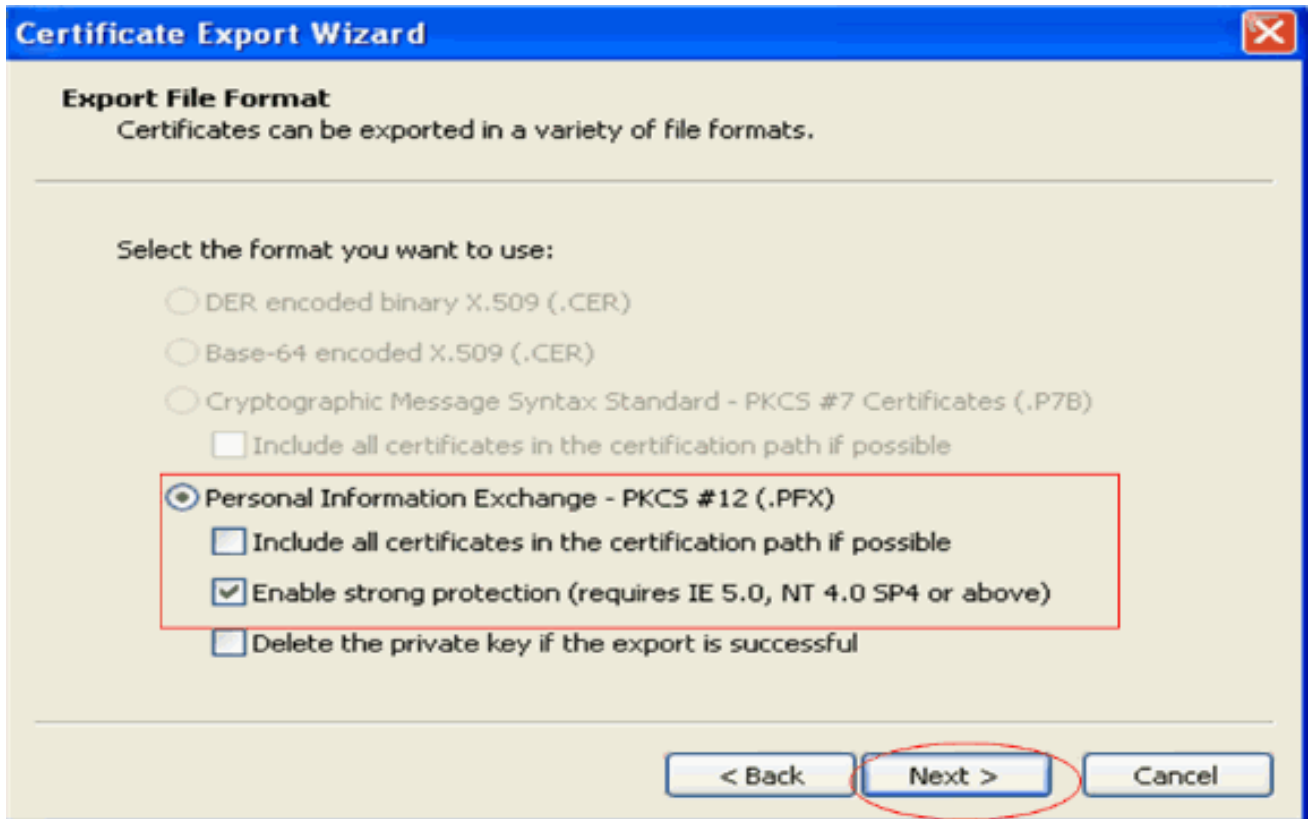 Certificate Export Wizard
Export File Format
Certificates can be exported in a variety of file formats.
Select the format you want to use:
DER encoded binary X.509 (.CER)
Base-64 encoded X.509 (.CER)
Cryptographic Message Syntax Standard - PKCS #7 Certificates (.P7B)
Include all certificates in the certification path if possible
Personal Information Exchange - PKCS #12 (.PFX)
Include all certificates in the certification path if possible
Enable strong protection (requires IE 5.0, NT 4.0 SP4 or above)
Delete the private key if the export is successful
< Back Next > Cancel